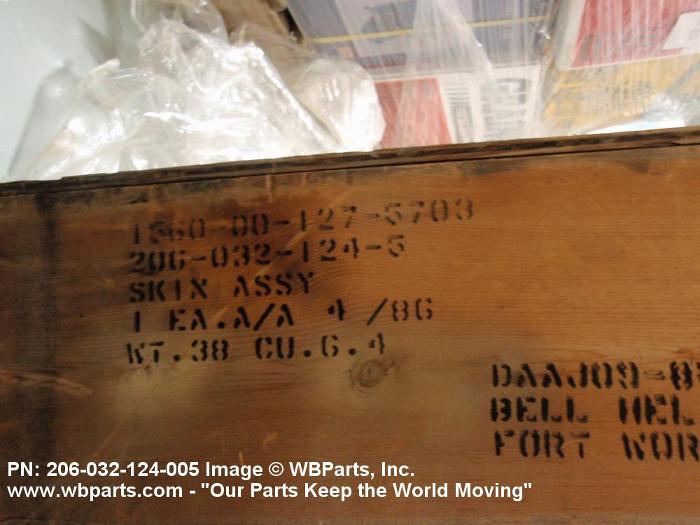 1560-00-127-5703
206-032-124-5
SKIN ASSY
1 EA.A/A 4 /86
WT.38 CU.6.4
DAAJ09-8
BELL HEL
FORT WOR
PN: 206-032-124-005 Image © WBParts, Inc.
www.wbparts.com - "Our Parts Keep the World Moving"